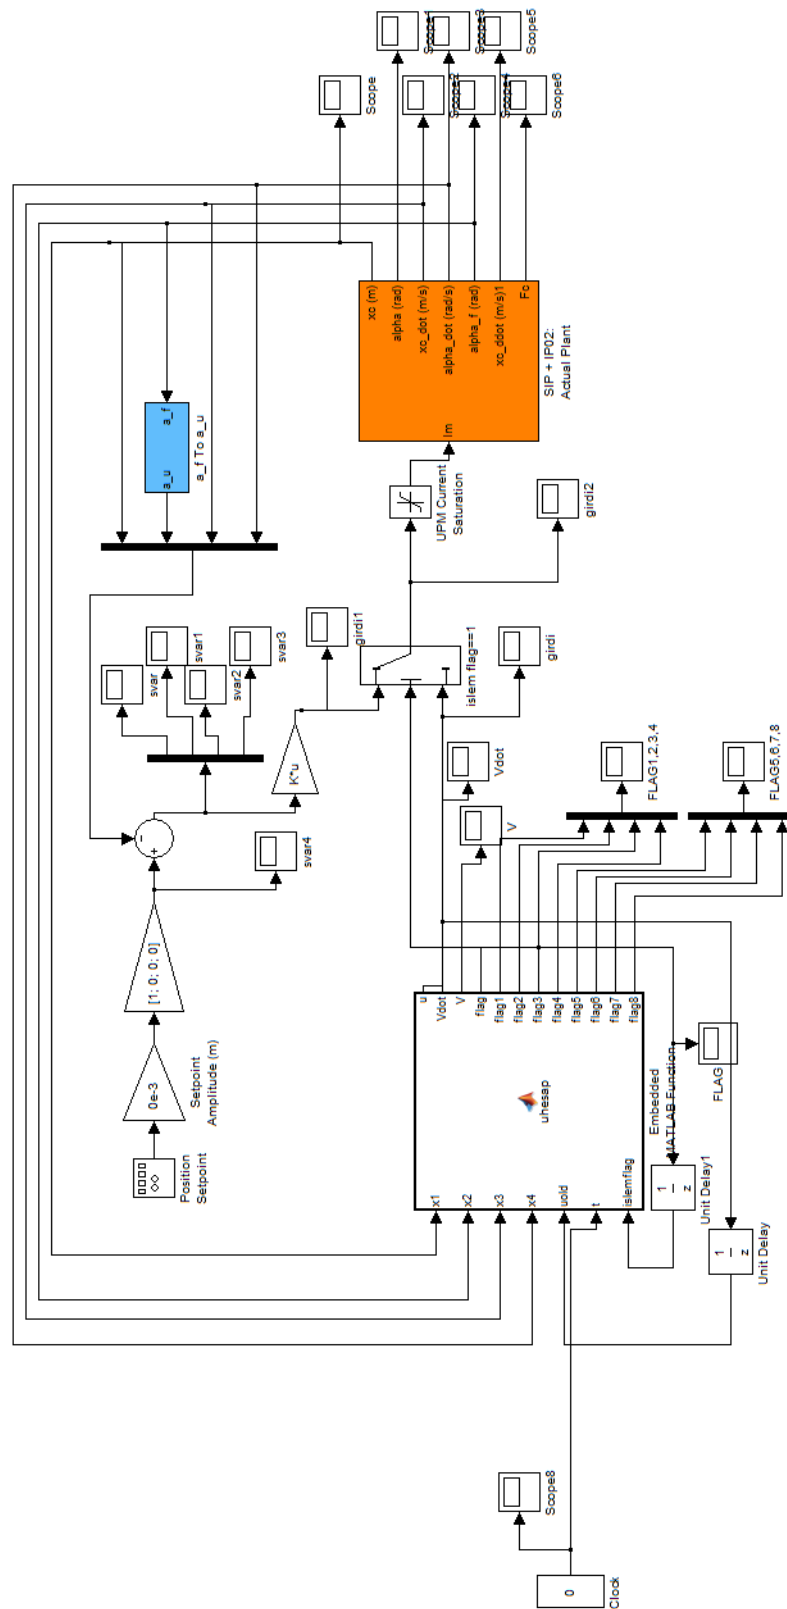 Scope
Scope1
Scope3
Scope5
Scope2
Scope4
Scope6
xc (m)
alpha (rad)
xc_dot (m/s)
alpha_dot (rad/s)
alpha_f (rad)
xc_ddot (m/s)1
Fc
Im
SIP + IP02:
Actual Plant
a_u
a_f
a_f To a_u
UPM Current
Saturation
girdi2
svar
svar1
svar2
svar3
girdi1
islem flag==1
girdi
K*u
-
+
svar4
Vdot
V
FLAG1,2,3,4
FLAG5,6,7,8
[1; 0; 0; 0]
0e-3
Setpoint
Amplitude (m)
Position
Setpoint
x1
x2
x3
x4
uold
t
islemflag
uhesap
u
Vdot
V
flag
flag1
flag2
flag3
flag4
flag5
flag6
flag7
flag8
Embedded
MATLAB Function
FLAG
1
z
Unit Delay1
1
z
Unit Delay
Scope8
0
Clock